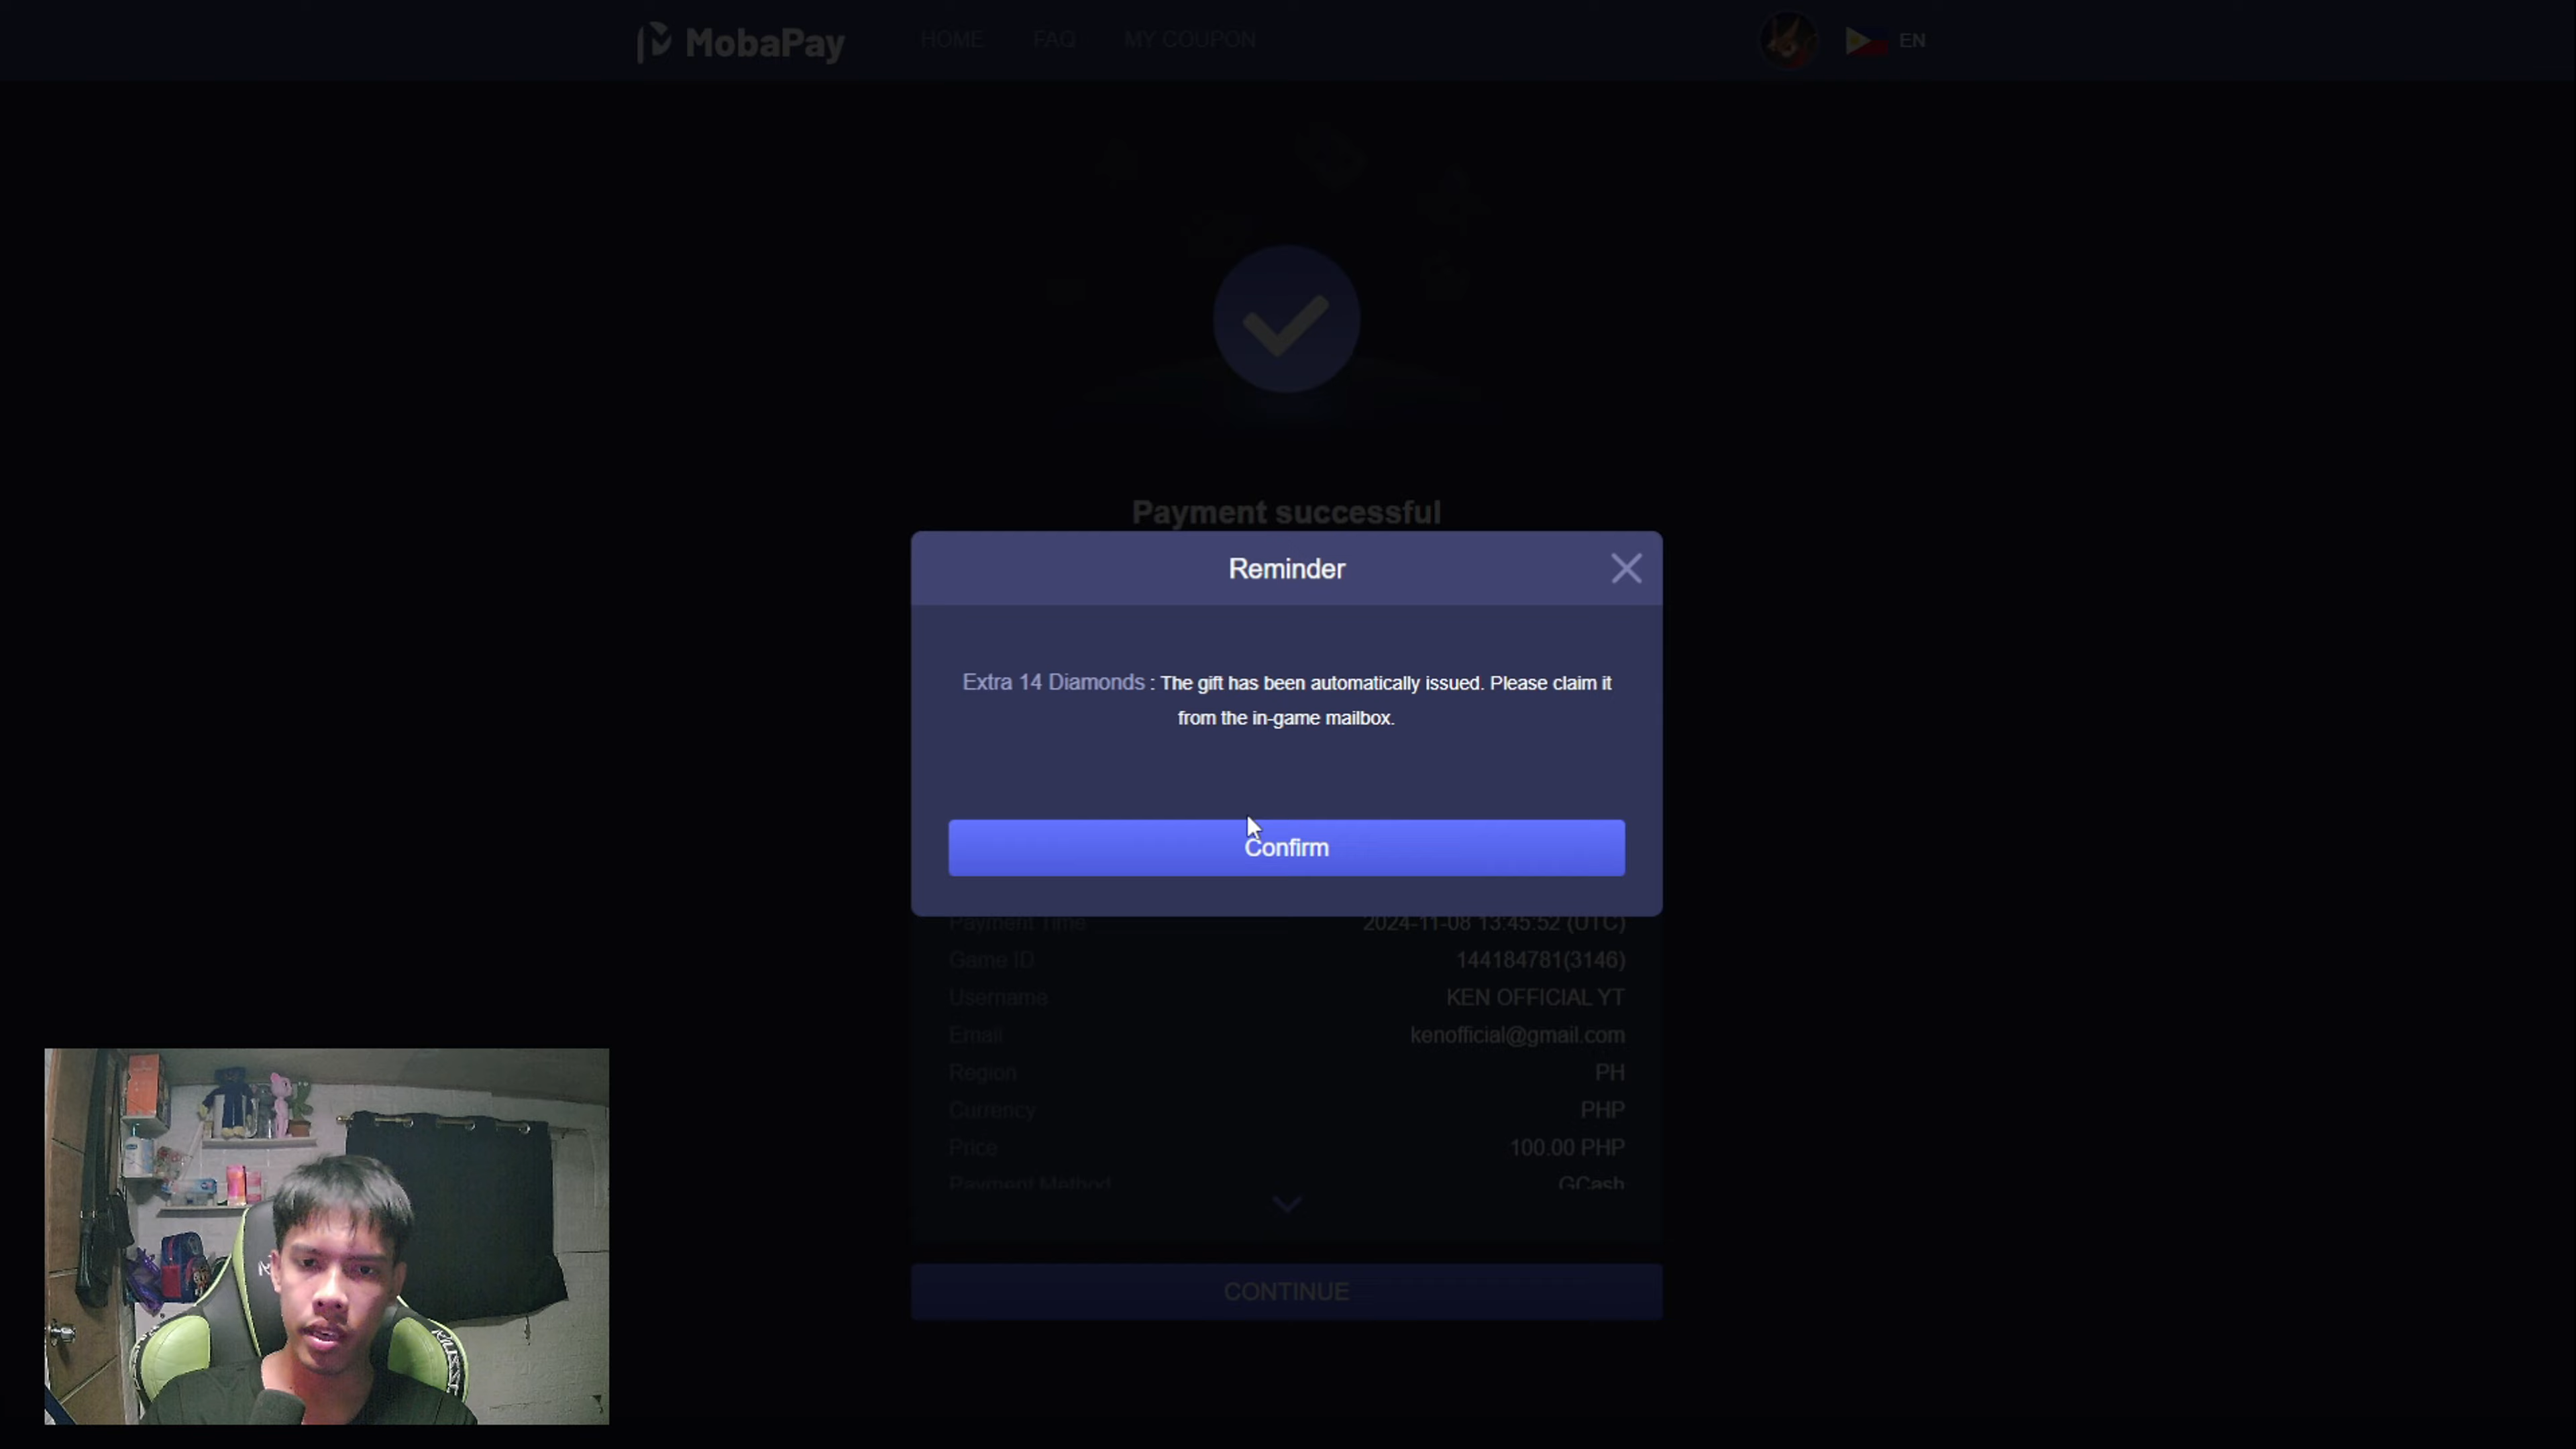 MobaPay
HOME
FAQ
MY COUPON
EN
Payment successful
Reminder
Extra 14 Diamonds : The gift has been automatically issued. Please claim it
from the in-game mailbox.
Confirm
Payment Time
2024-11-08 13:45:52 (UTC)
Game ID
144184781(3146)
Username
KEN OFFICIAL YT
Email
kenofficial@gmail.com
Region
PH
Currency
PHP
Price
100.00 PHP
Payment Method
GCash
CONTINUE